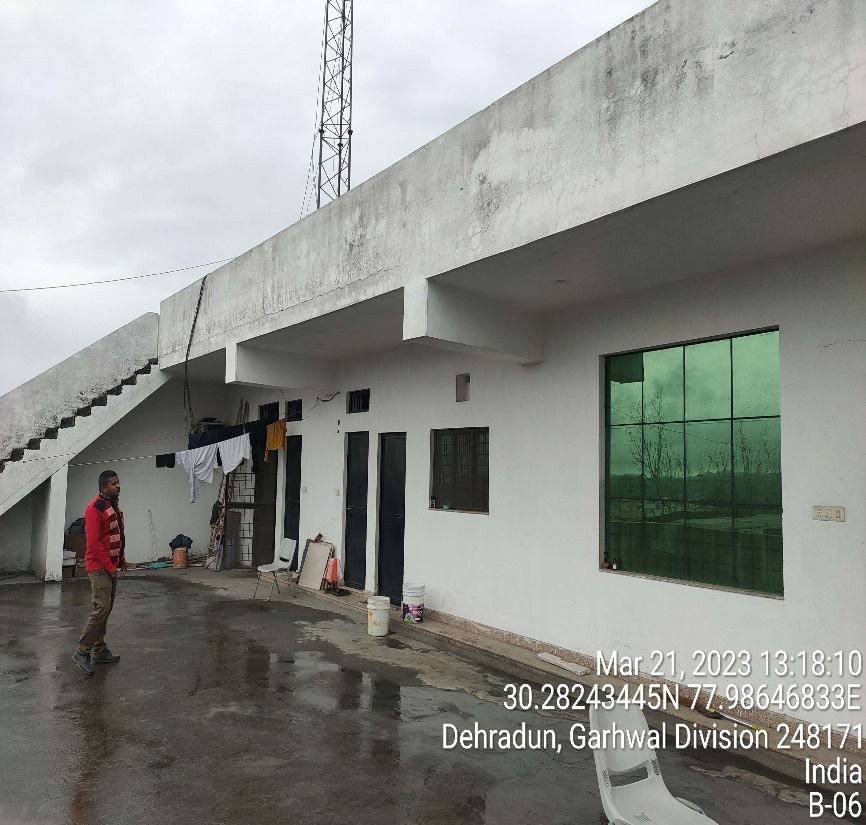 Mar 21, 2023 13:18:10
30.28243445N 77.98646833E
Dehradun, Garhwal Division 248171
India
B-06